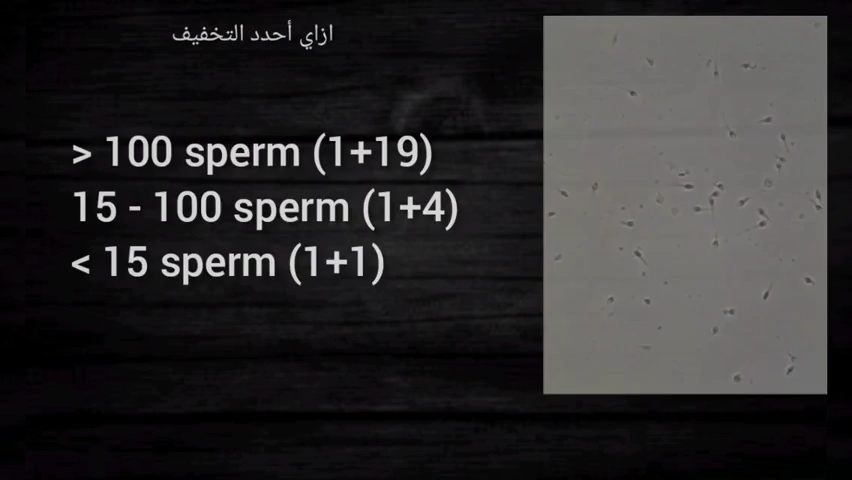 ازاي أحدد التخفيف
> 100 sperm (1+19)
15 - 100 sperm (1+4)
< 15 sperm (1+1)